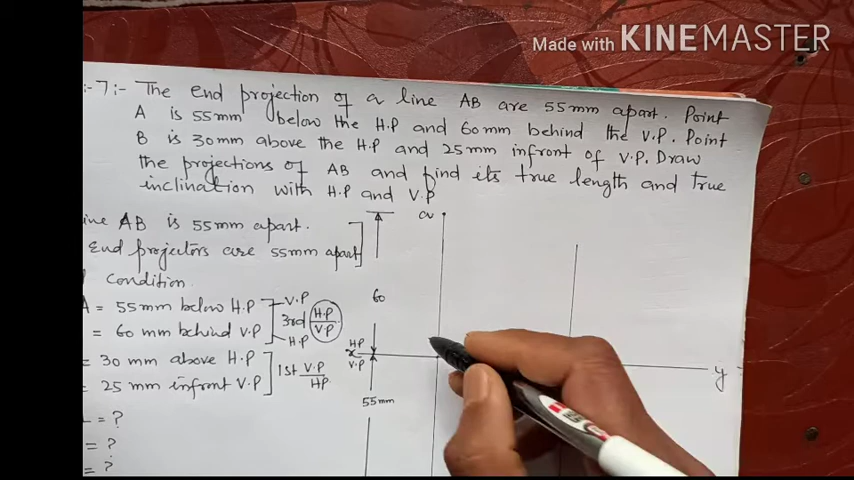 Made with KINEMASTER
:-7:- The end projection of a line AB are 55mm apart. Point
A is 55mm below the H.P and 60mm behind the V.P. Point
B is 30mm above the H.P and 25mm infront of V.P. Draw
the projections of AB and find its true length and true
inclination with H.P and V.P
ine AB is 55mm apart.
End projectors are 55mm apart
condition
A = 55mm below H.P
= 60 mm behind V.P
V.P
3rd H.P
V.P
H.P
= 30 mm above H.P
= 25 mm infront V.P
1st V.P
HP
= ?
= ?
= ?
a
60
HP
x
V.P
55mm
y